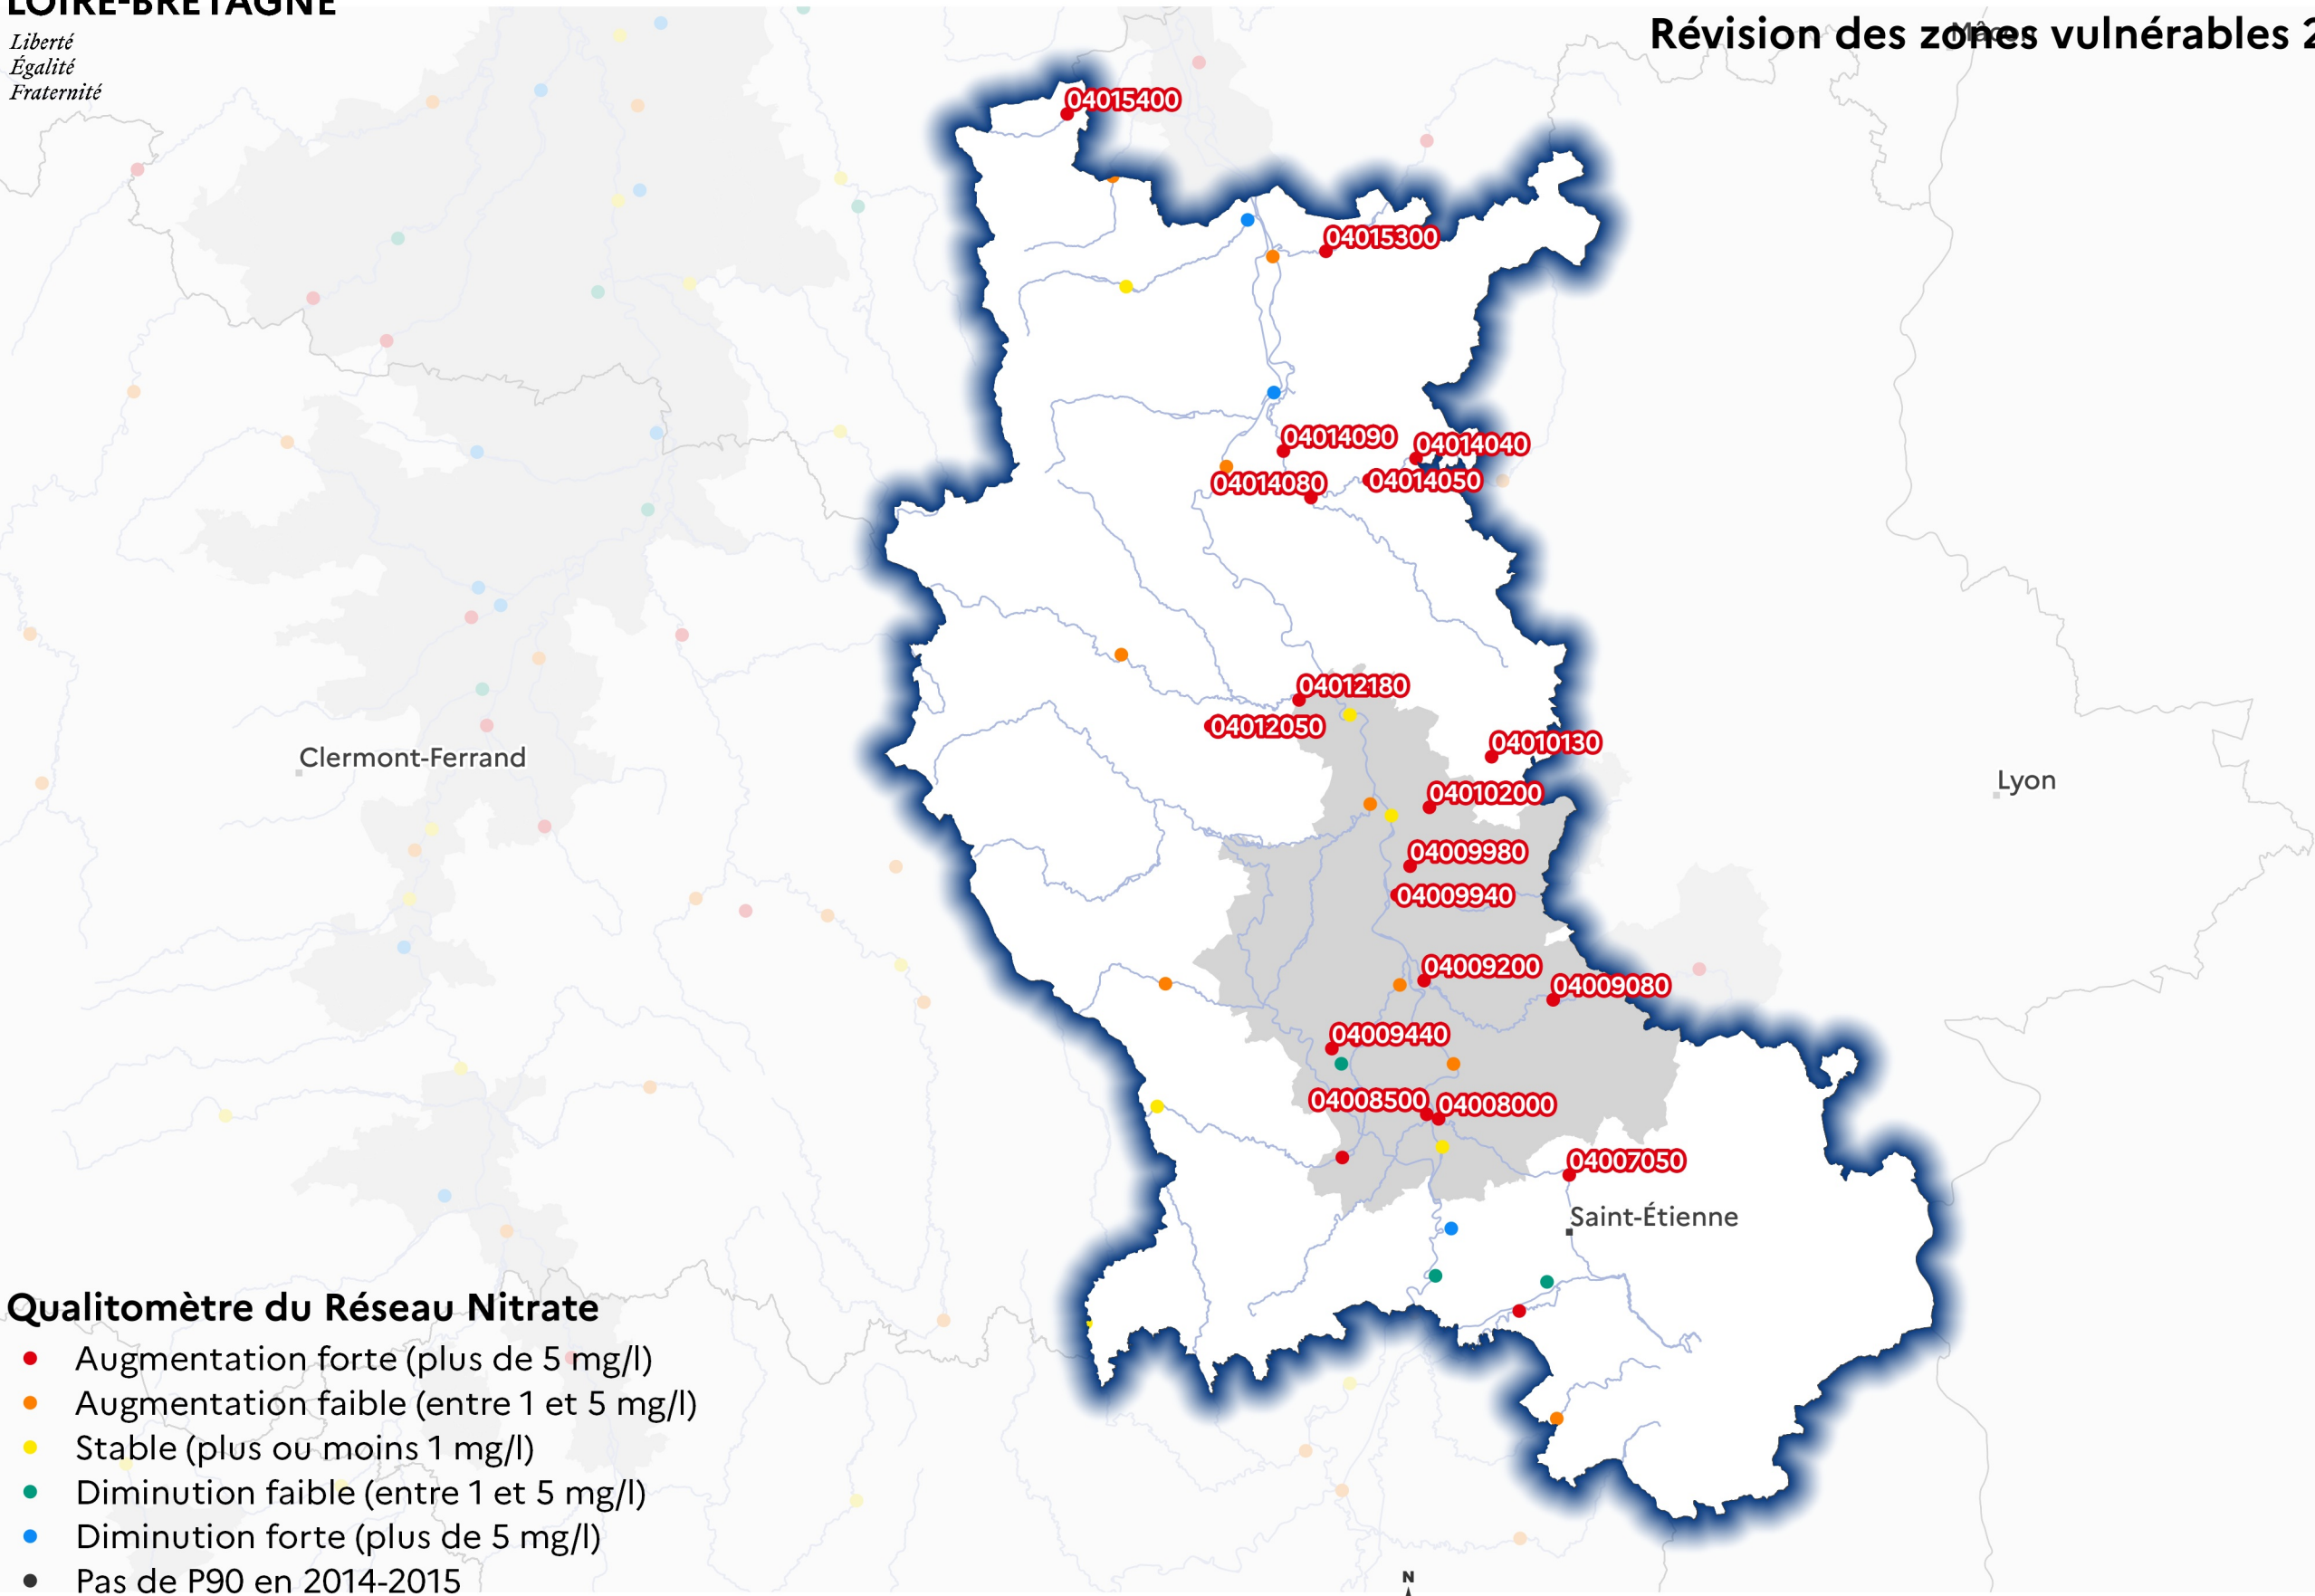 LOIRE-BRETAGNE
Liberté
Égalité
Fraternité
Révision des zones vulnérables 2
Mâcon
04015400
04015300
04014090
04014040
04014080
04014050
04012180
04012050
04010130
Clermont-Ferrand
Lyon
04010200
04009980
04009940
04009200
04009080
04009440
04008500
04008000
04007050
Saint-Étienne
Qualitomètre du Réseau Nitrate
Augmentation forte (plus de 5 mg/l)
Augmentation faible (entre 1 et 5 mg/l)
Stable (plus ou moins 1 mg/l)
Diminution faible (entre 1 et 5 mg/l)
Diminution forte (plus de 5 mg/l)
Pas de P90 en 2014-2015
N